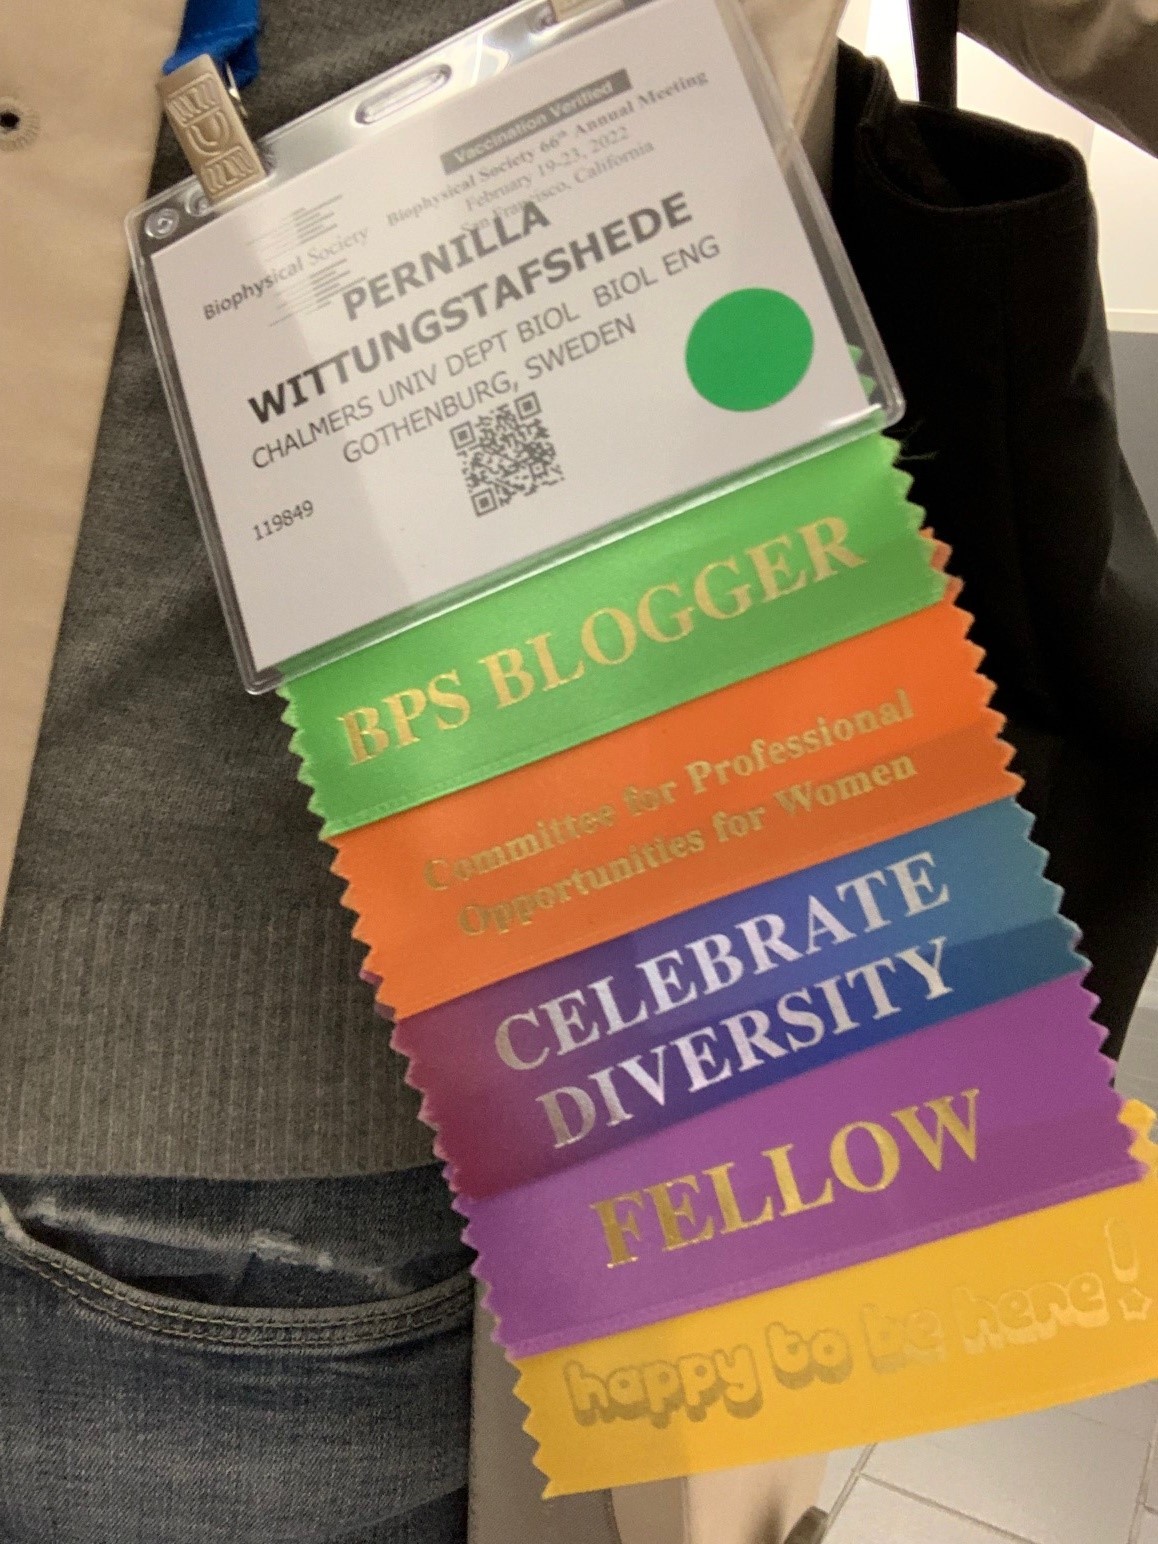 Vaccination Verified
Biophysical Society 66th Annual Meeting
February 19-23, 2022
San Francisco, California
Biophysical Society
PERNILLA
WITTUNGSTAFSHEDE
CHALMERS UNIV DEPT BIOL BIOL ENG
GOTHENBURG, SWEDEN
119849
BPS BLOGGER
Committee for Professional
Opportunities for Women
CELEBRATE
DIVERSITY
FELLOW
happy to be here!